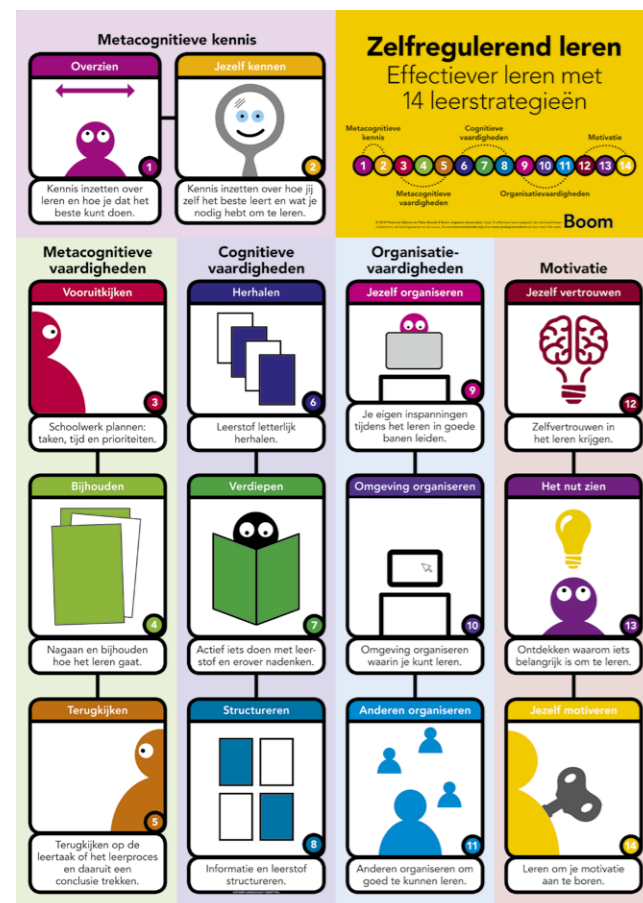 Metacognitieve kennis
Overzien
1
Kennis inzetten over
leren en hoe je dat het
beste kunt doen.
Jezelf kennen
2
Kennis inzetten over hoe jij
zelf het beste leert en wat je
nodig hebt om te leren.
Zelfregulerend leren
Effectiever leren met
14 leerstrategieën
Metacognitieve
kennis
Cognitieve
vaardigheden
Motivatie
1 2 3 4 5 6 7 8 9 10 11 12 13 14
Metacognitieve
vaardigheden
Organisatievaardigheden
Boom
Metacognitieve
vaardigheden
Vooruitkijken
3
Schoolwerk plannen:
taken, tijd en prioriteiten.
Bijhouden
4
Nagaan en bijhouden
hoe het leren gaat.
Terugkijken
5
Terugkijken op de
leertaak of het leerproces
en daaruit een
conclusie trekken.
Cognitieve
vaardigheden
Herhalen
6
Leerstof letterlijk
herhalen.
Verdiepen
7
Actief iets doen met leer-
stof en erover nadenken.
Structureren
8
Informatie en leerstof
structureren.
Organisatie-
vaardigheden
Jezelf organiseren
9
Je eigen inspanningen
tijdens het leren in goede
banen leiden.
Omgeving organiseren
10
Omgeving organiseren
waarin je kunt leren.
Anderen organiseren
11
Anderen organiseren om
goed te kunnen leren.
Motivatie
Jezelf vertrouwen
12
Zelfvertrouwen in
het leren krijgen.
Het nut zien
13
Ontdekken waarom iets
belangrijk is om te leren.
Jezelf motiveren
14
Leren om je motivatie
aan te boren.